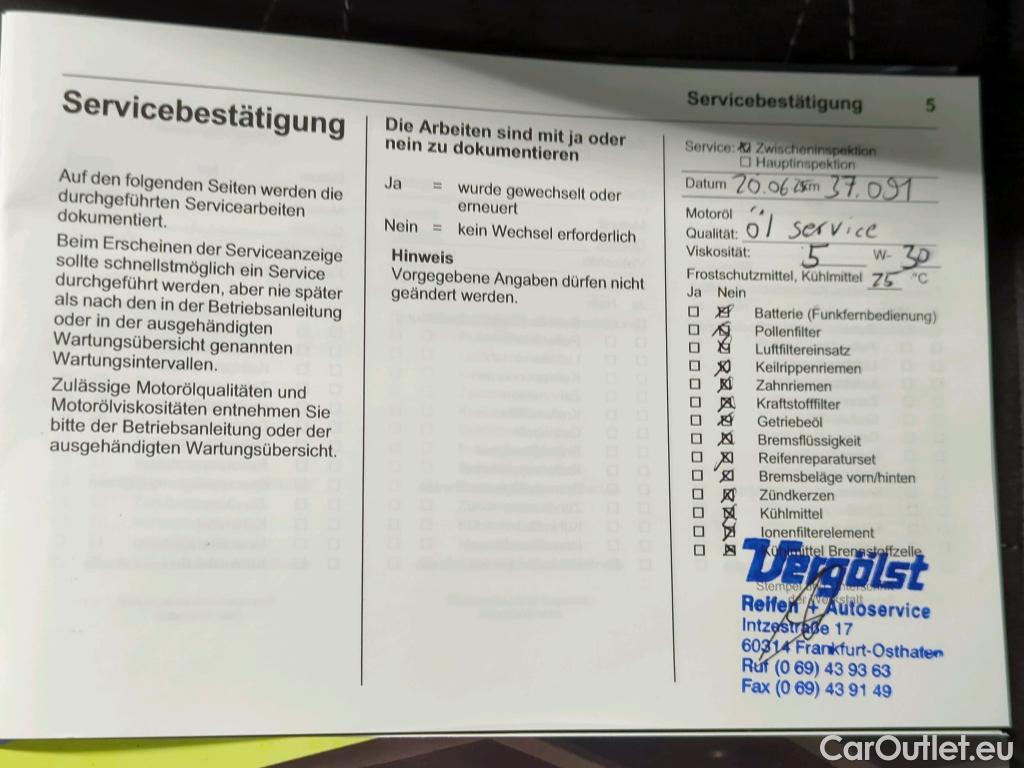 Servicebestätigung 5
Servicebestätigung
Auf den folgenden Seiten werden die
durchgeführten Servicearbeiten
dokumentiert.
Beim Erscheinen der Serviceanzeige
sollte schnellstmöglich ein Service
durchgeführt werden, aber nie später
als nach den in der Betriebsanleitung
oder in der ausgehändigten
Wartungsübersicht genannten
Wartungsintervallen.
Zulässige Motorölqualitäten und
Motorölviskositäten entnehmen Sie
bitte der Betriebsanleitung oder der
ausgehändigten Wartungsübersicht.
Die Arbeiten sind mit ja oder
nein zu dokumentieren
Ja = wurde gewechselt oder
erneuert
Nein = kein Wechsel erforderlich
Hinweis
Vorgegebene Angaben dürfen nicht
geändert werden.
Service: Zwischeninspektion
Hauptinspektion
Datum 20.06 25 km 37.091
Motoröl
Qualität: Öl service
Viskosität: 5 W- 30
Frostschutzmittel, Kühlmittel 25 °C
Ja Nein
Batterie (Funkfernbedienung)
Pollenfilter
Luftfiltereinsatz
Keilrippenriemen
Zahnriemen
Kraftstofffilter
Getriebeöl
Bremsflüssigkeit
Reifenreparaturset
Bremsbeläge vorn/hinten
Zündkerzen
Kühlmittel
Ionenfilterelement
Kühlmittel Brennstoffzelle
Vergölst
Stempel
der Werkstatt
Reifen + Autoservice
Intzestraße 17
60314 Frankfurt-Osthafen
Ruf (0 69) 43 93 63
Fax (0 69) 43 91 49
CarOutlet.eu